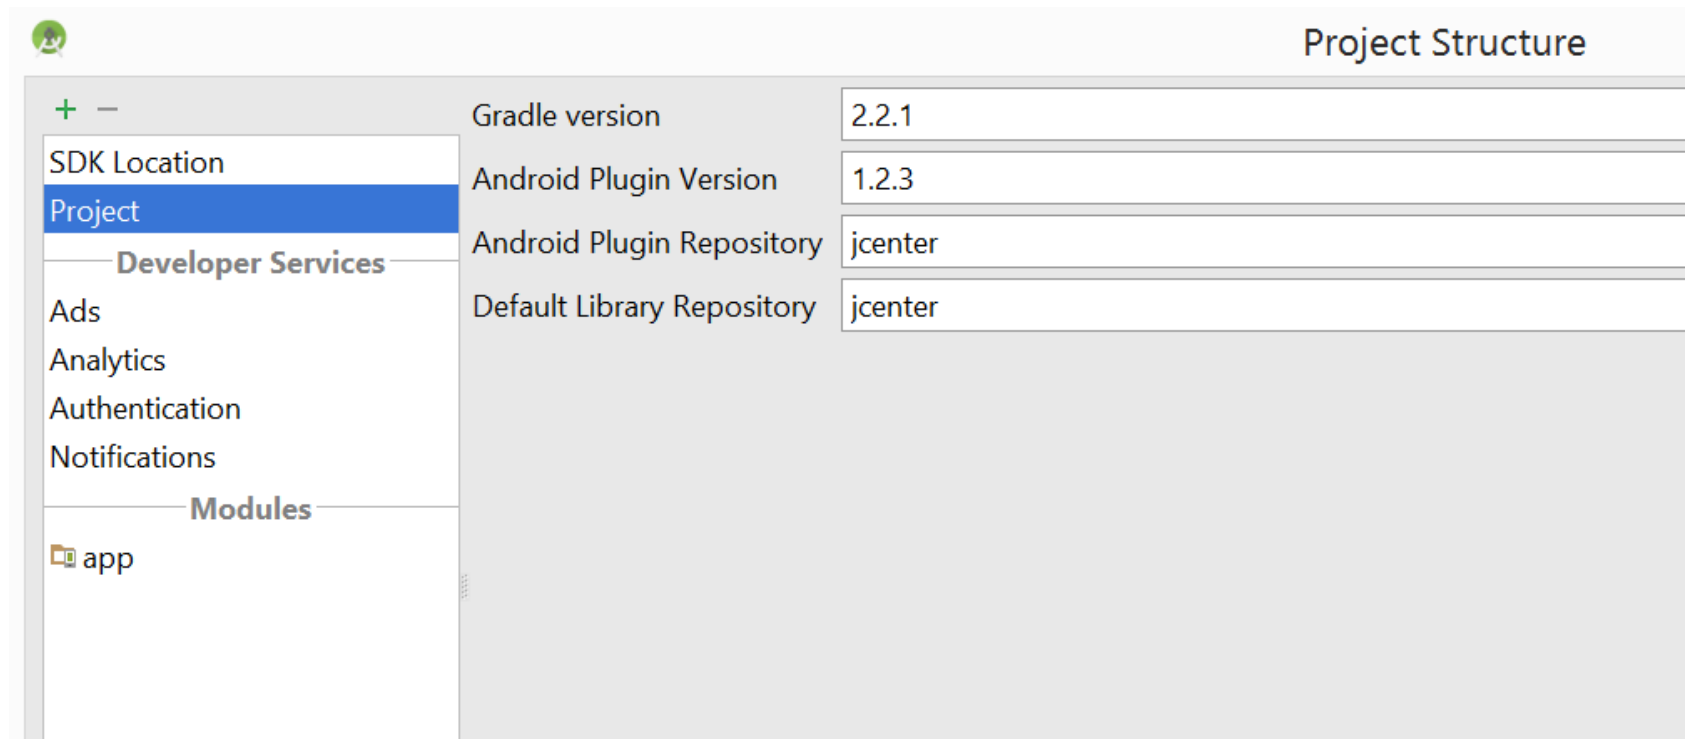 Project Structure
+ −
SDK Location
Project
Developer Services
Ads
Analytics
Authentication
Notifications
Modules
app
Gradle version 2.2.1
Android Plugin Version 1.2.3
Android Plugin Repository jcenter
Default Library Repository jcenter